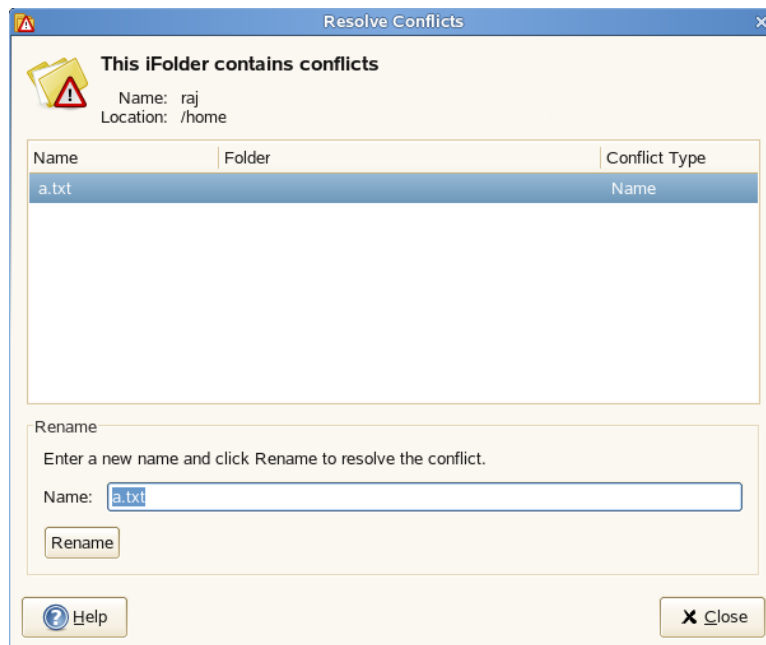 Resolve Conflicts
This iFolder contains conflicts
Name: raj
Location: /home
Name Folder Conflict Type
a.txt Name
Rename
Enter a new name and click Rename to resolve the conflict.
Name: a.txt
Rename
Help Close